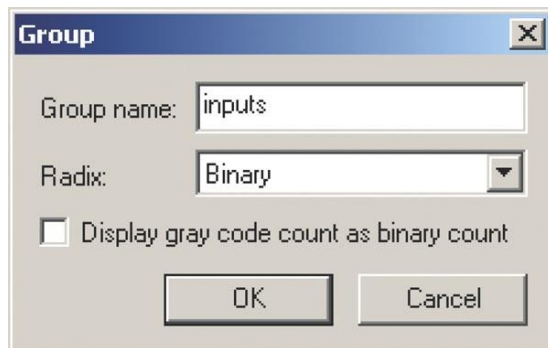 Group
Group name: inputs
Radix: Binary
Display gray code count as binary count
OK Cancel